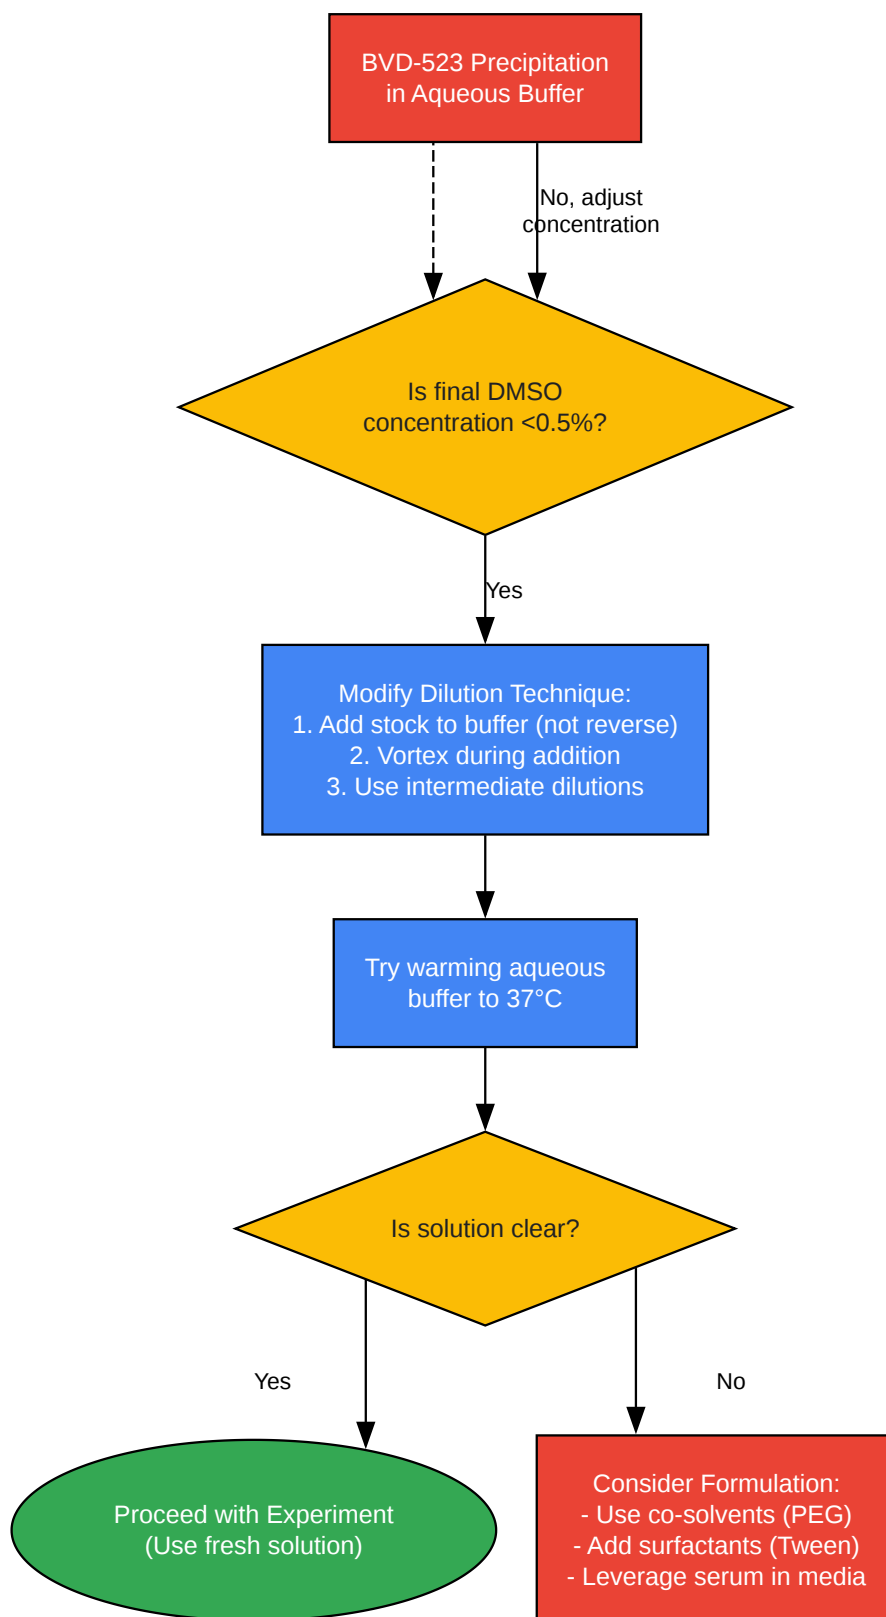 BVD-523 Precipitation
in Aqueous Buffer
No, adjust
concentration
Is final DMSO
concentration <0.5%?
Yes
Modify Dilution Technique:
1. Add stock to buffer (not reverse)
2. Vortex during addition
3. Use intermediate dilutions
Try warming aqueous
buffer to 37°C
Is solution clear?
Yes
No
Proceed with Experiment
(Use fresh solution)
Consider Formulation:
- Use co-solvents (PEG)
- Add surfactants (Tween)
- Leverage serum in media